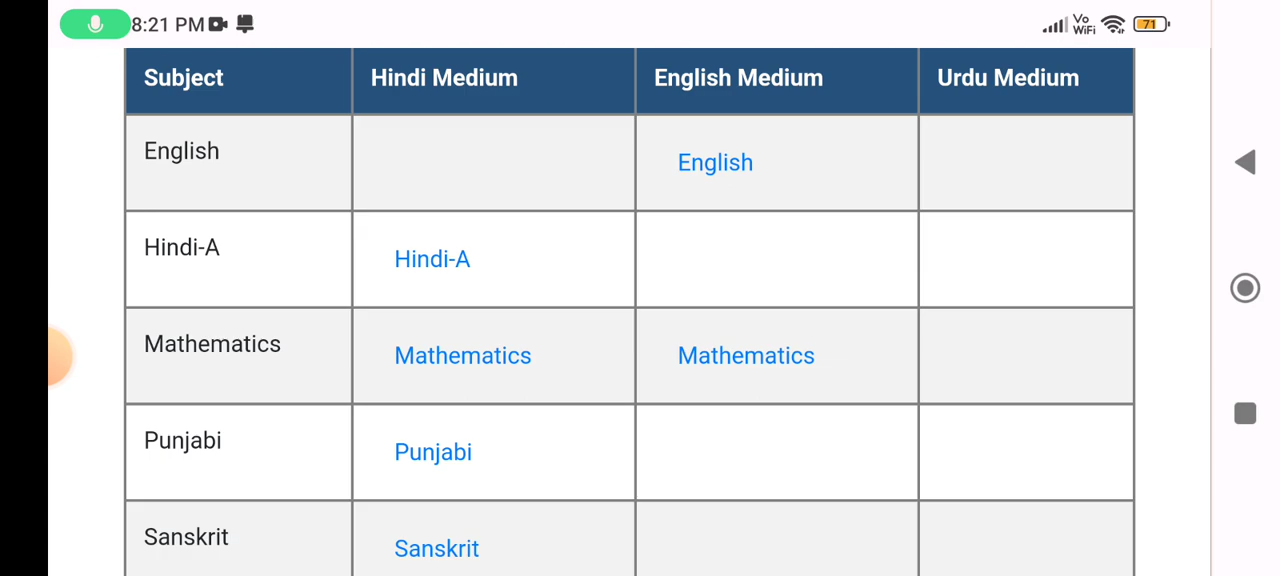 8:21 PM Vo WiFi 71
Subject Hindi Medium English Medium Urdu Medium
English English
Hindi-A Hindi-A
Mathematics Mathematics Mathematics
Punjabi Punjabi
Sanskrit Sanskrit